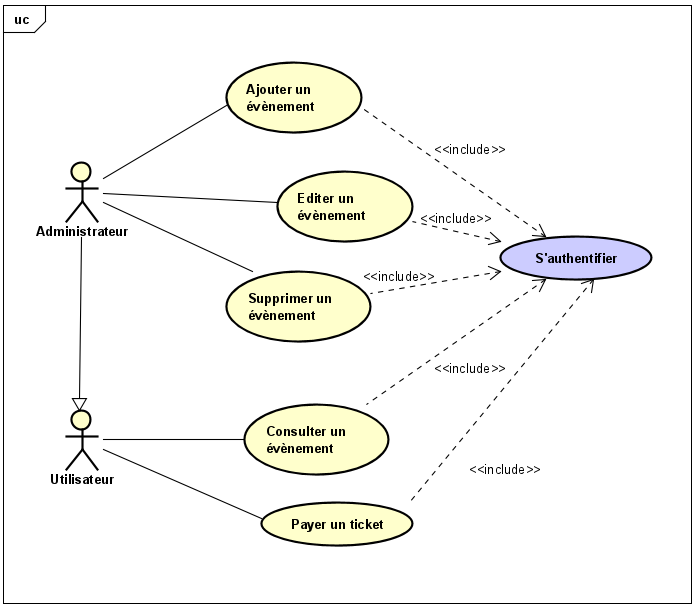 uc
Ajouter un
évènement
<<include>>
Editer un
évènement
<<include>>
Administrateur
S'authentifier
<<include>>
Supprimer un
évènement
<<include>>
Consulter un
évènement
Utilisateur
<<include>>
Payer un ticket